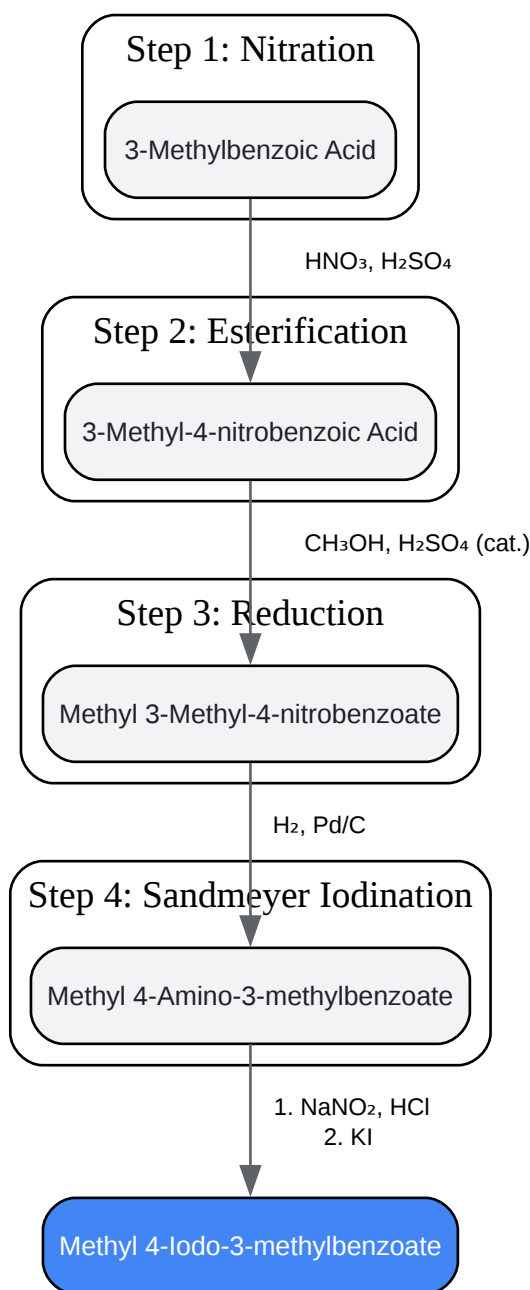 Step 1: Nitration
3-Methylbenzoic Acid
HNO₃, H₂SO₄
Step 2: Esterification
3-Methyl-4-nitrobenzoic Acid
CH₃OH, H₂SO₄ (cat.)
Step 3: Reduction
Methyl 3-Methyl-4-nitrobenzoate
H₂, Pd/C
Step 4: Sandmeyer Iodination
Methyl 4-Amino-3-methylbenzoate
1. NaNO₂, HCl
2. KI
Methyl 4-Iodo-3-methylbenzoate